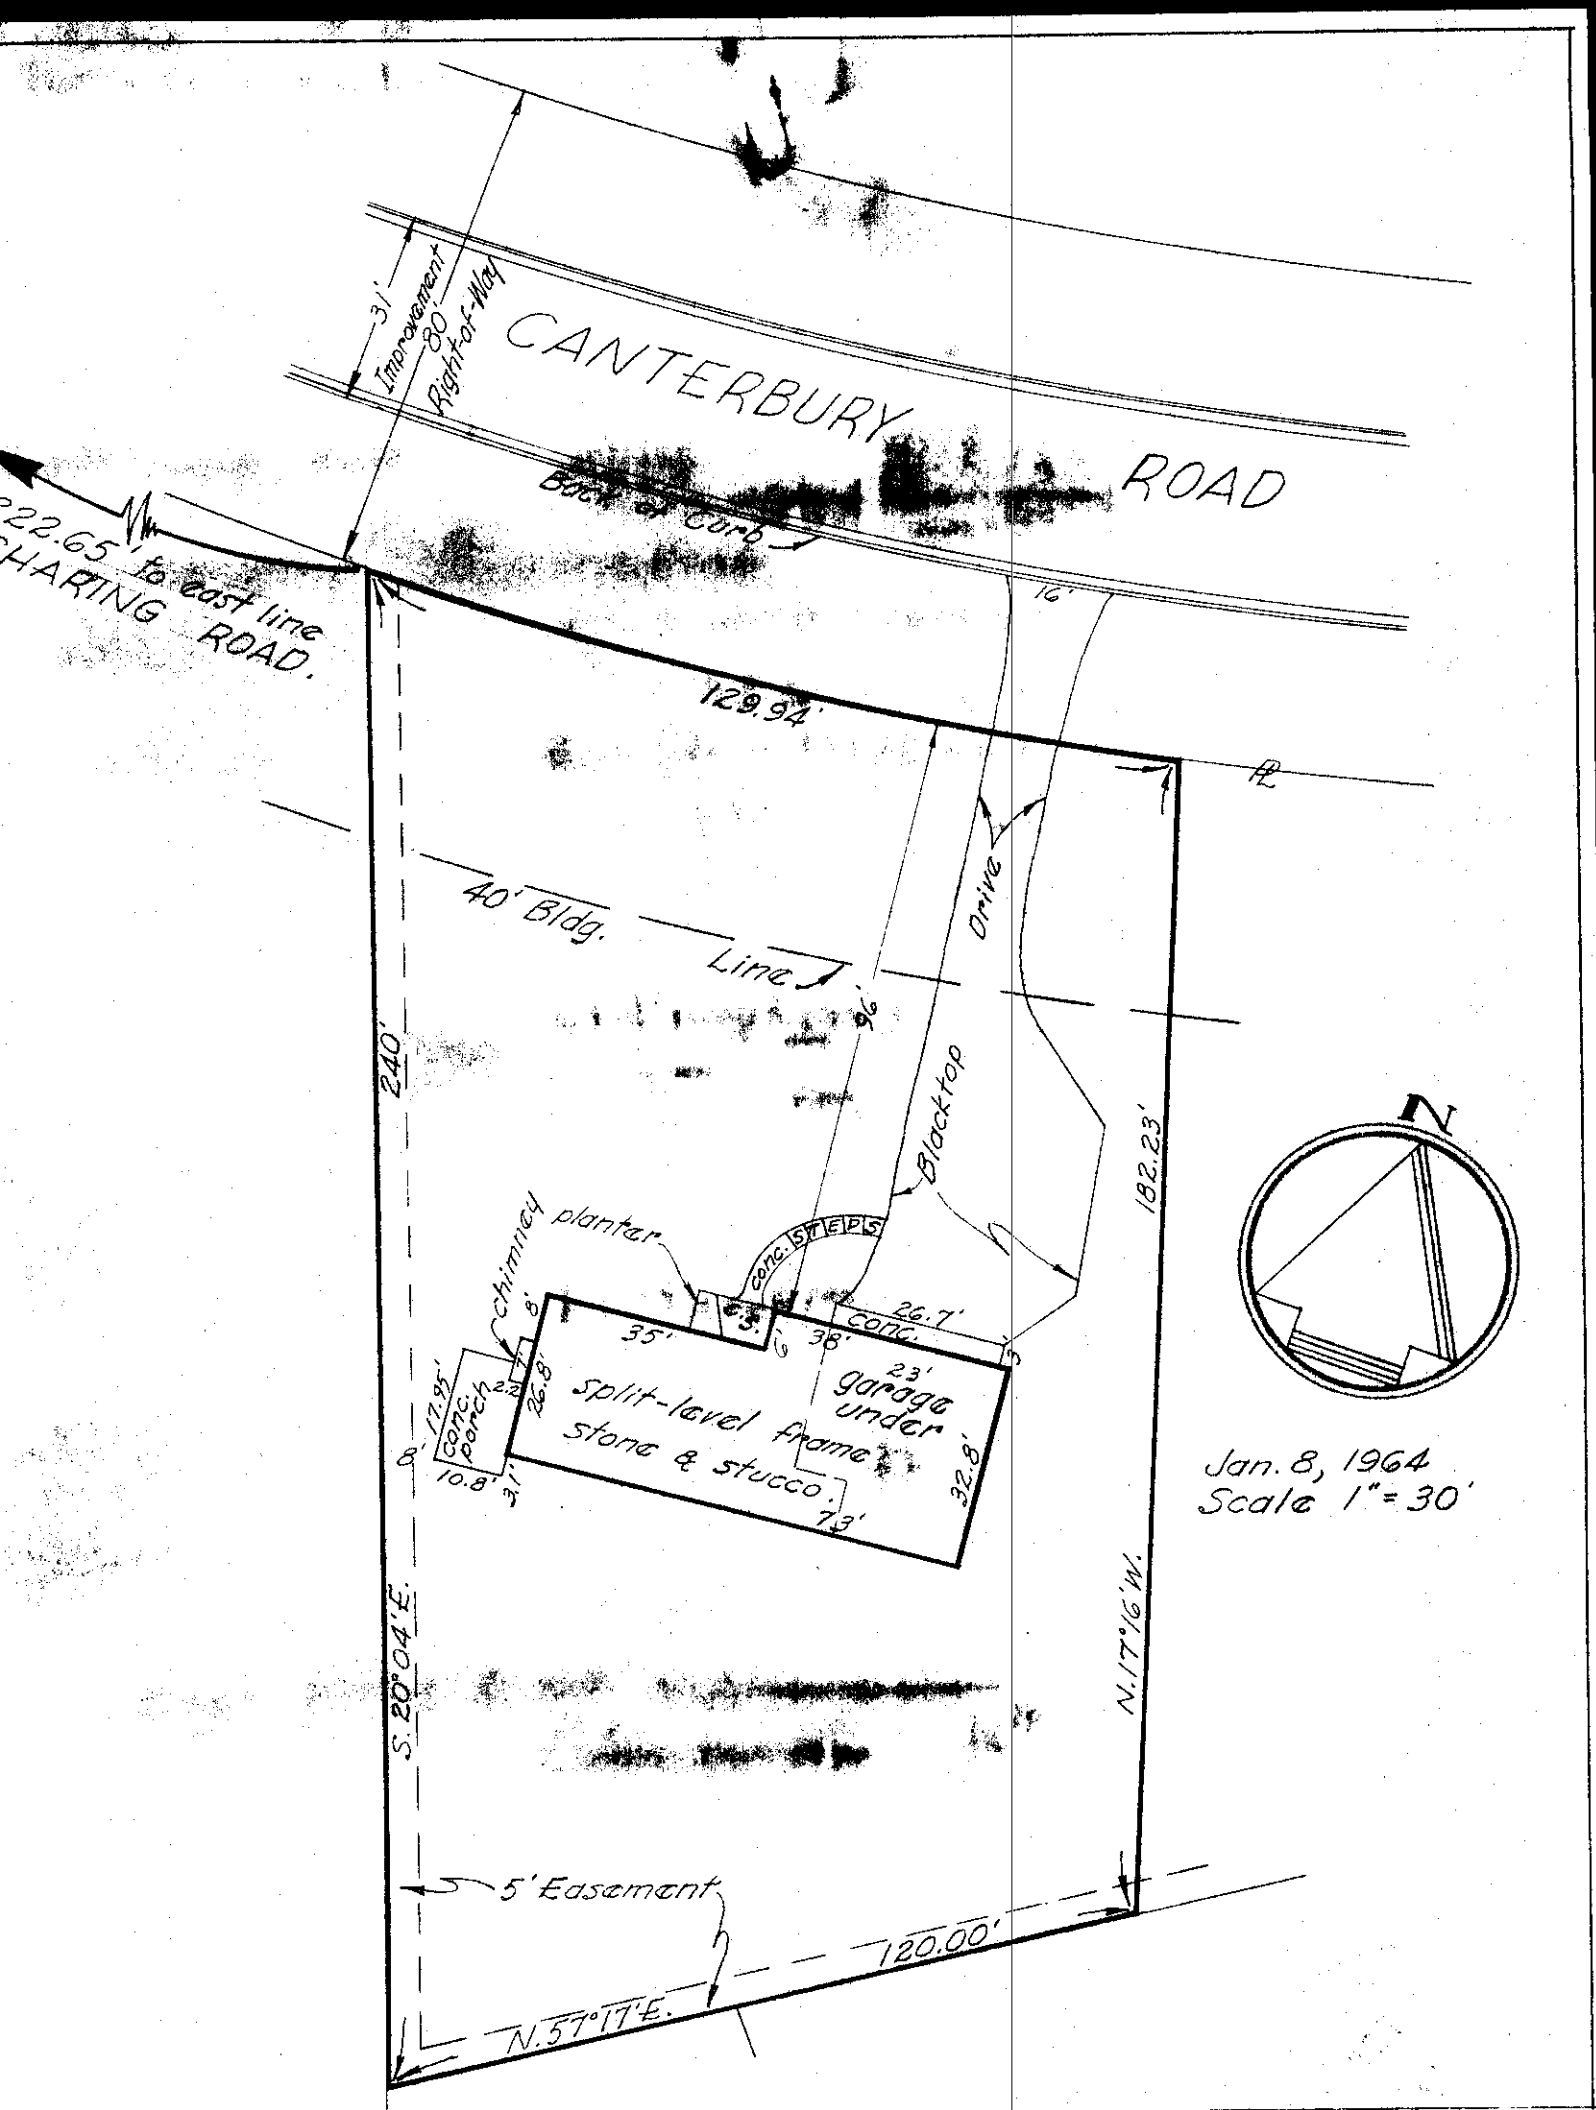 31'
Improvement
80'
Right-of-Way
CANTERBURY ROAD
Back of Curb
222.65' to east line
CHARTING ROAD.
16'
129.94'
PL
40' Bldg. Line
Drive
96'
240'
Blacktop
182.23'
N
planter
chimney
conc. STEPS
8'
35'
C.S.
6'
38'
26.7'
conc.
3'
23'
garage
under
17.95'
conc.
porch
2.2
7'
26.8'
split-level frame
stone & stucco.
8'
10.8'
3.1'
32.8'
73'
Jan. 8, 1964
Scale 1"=30'
S. 20°04'E.
N.17°16'W.
5' Easement
120.00'
N.57°17'E.